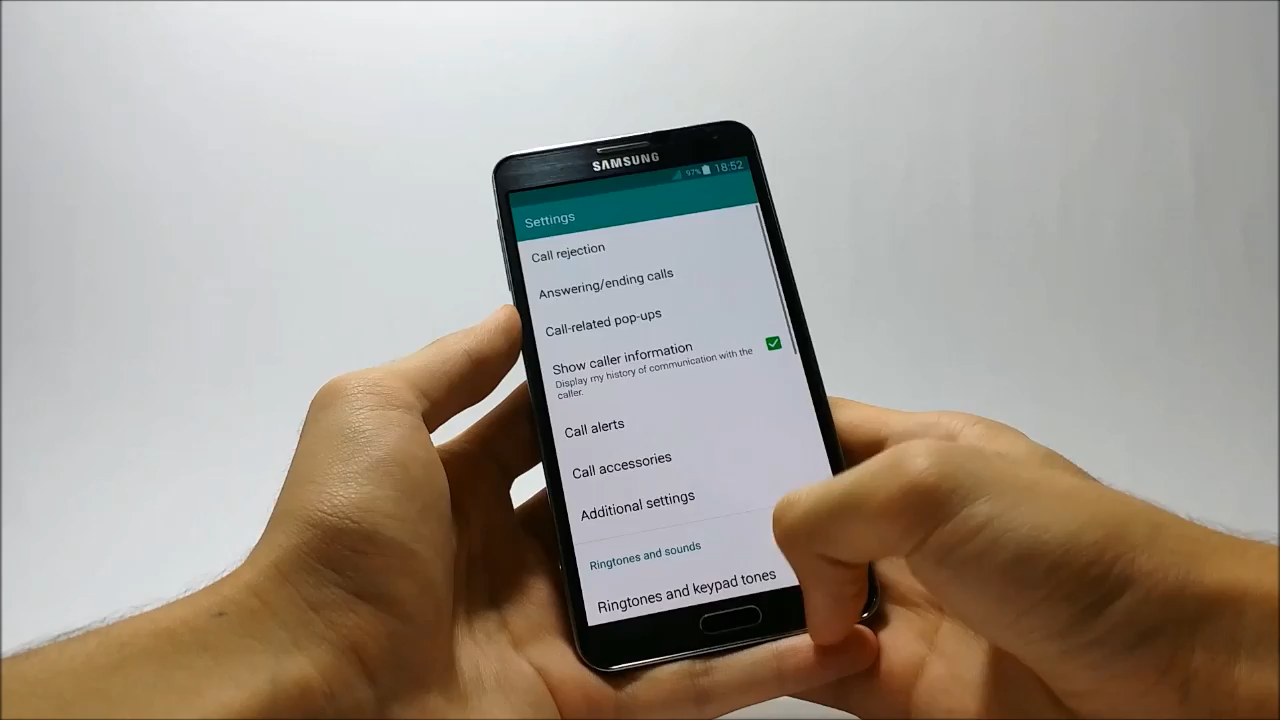 SAMSUNG
97% 18:52
Settings
Call rejection
Answering/ending calls
Call-related pop-ups
Show caller information
Display my history of communication with the
caller.
Call alerts
Call accessories
Additional settings
Ringtones and sounds
Ringtones and keypad tones